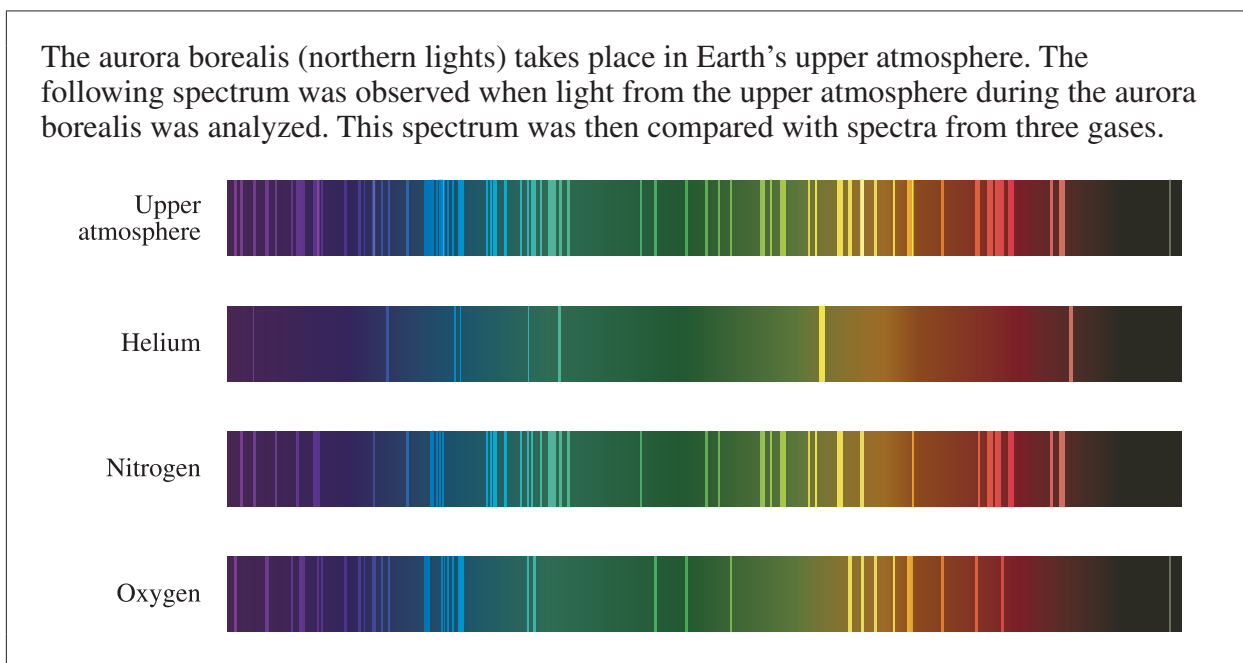 The aurora borealis (northern lights) takes place in Earth’s upper atmosphere. The
following spectrum was observed when light from the upper atmosphere during the aurora
borealis was analyzed. This spectrum was then compared with spectra from three gases.
Upper
atmosphere
Helium
Nitrogen
Oxygen